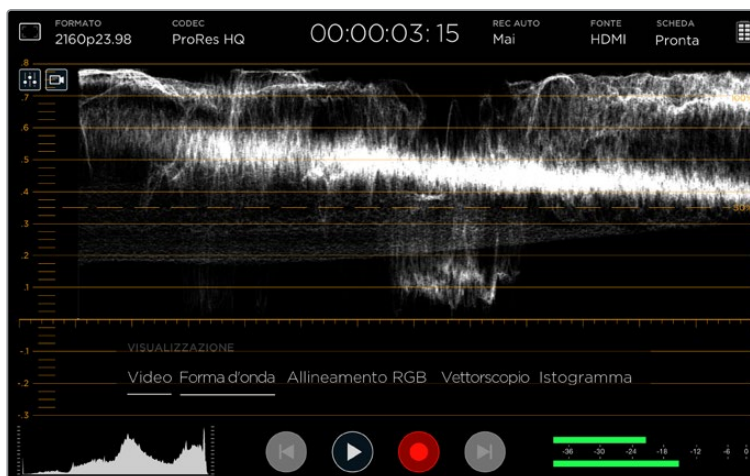 FORMATO CODEC REC AUTO FONTE SCHEDA
2160p23.98 ProRes HQ 00:00:03:15 Mai HDMI Pronta
.8
.7
.6
.5
.4
.3
.2
.1
-.1
-.2
-.3
VISUALIZZAZIONE
Video Forma d'onda Allineamento RGB Vettorscopio Istogramma
-36 -30 -24 -18 -12 -6